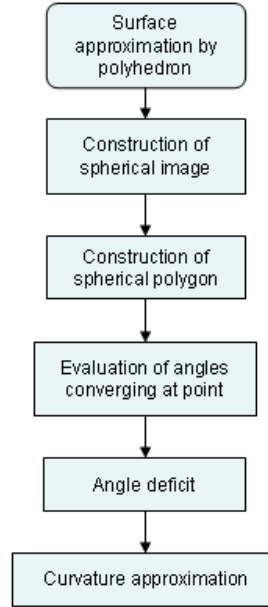 Surface
approximation by
polyhedron
Construction of
spherical image
Construction of
spherical polygon
Evaluation of angles
converging at point
Angle deficit
Curvature approximation